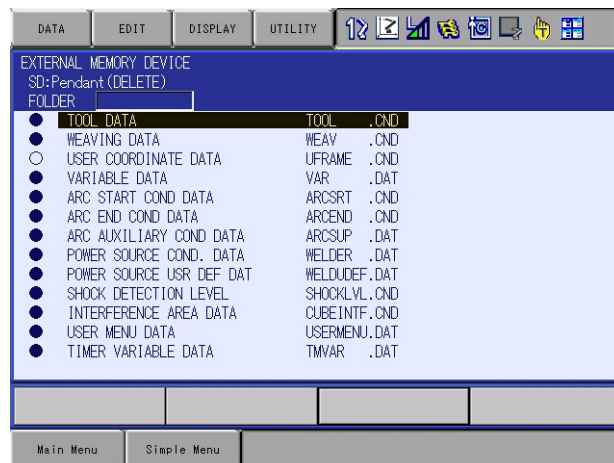 DATA EDIT DISPLAY UTILITY
EXTERNAL MEMORY DEVICE
SD:Pendant(DELETE)
FOLDER
TOOL DATA TOOL .CND
WEAVING DATA WEAV .CND
USER COORDINATE DATA UFRAME .CND
VARIABLE DATA VAR .DAT
ARC START COND DATA ARCSRT .CND
ARC END COND DATA ARCEND .CND
ARC AUXILIARY COND DATA ARCSUP .DAT
POWER SOURCE COND. DATA WELDER .DAT
POWER SOURCE USR DEF DAT WELDUDEF.DAT
SHOCK DETECTION LEVEL SHOCKLVL.CND
INTERFERENCE AREA DATA CUBEINTF.CND
USER MENU DATA USERMENU.DAT
TIMER VARIABLE DATA TMVAR .DAT
Main Menu Simple Menu